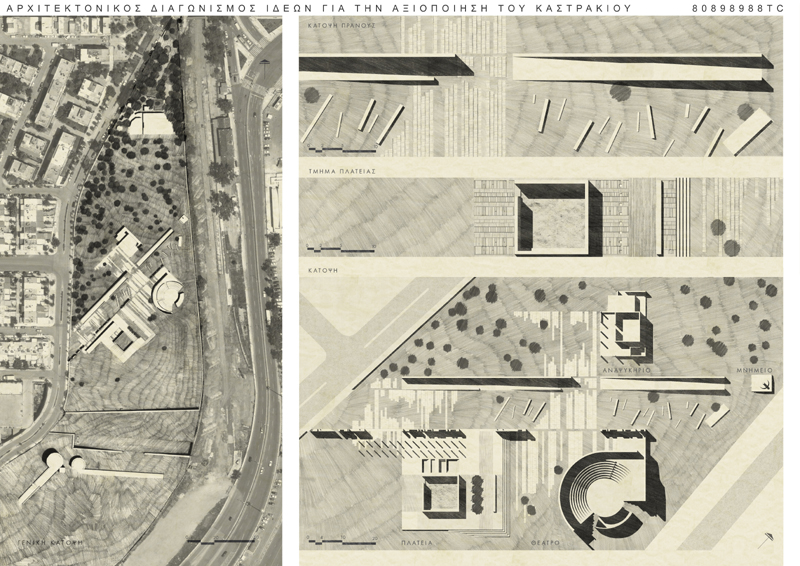 ΑΡΧΙΤΕΚΤΟΝΙΚΟΣ ΔΙΑΓΩΝΙΣΜΟΣ ΙΔΕΩΝ ΓΙΑ ΤΗΝ ΑΞΙΟΠΟΙΗΣΗ ΤΟΥ ΚΑΣΤΡΑΚΙΟΥ 80898988TC
ΚΑΤΟΨΗ ΠΡΑΝΟΥΣ
ΤΜΗΜΑ ΠΛΑΤΕΙΑΣ
ΚΑΤΟΨΗ
ΑΝΑΨΥΚΤΗΡΙΟ
ΜΝΗΜΕΙΟ
ΠΛΑΤΕΙΑ
ΘΕΑΤΡΟ
ΓΕΝΙΚΗ ΚΑΤΟΨΗ